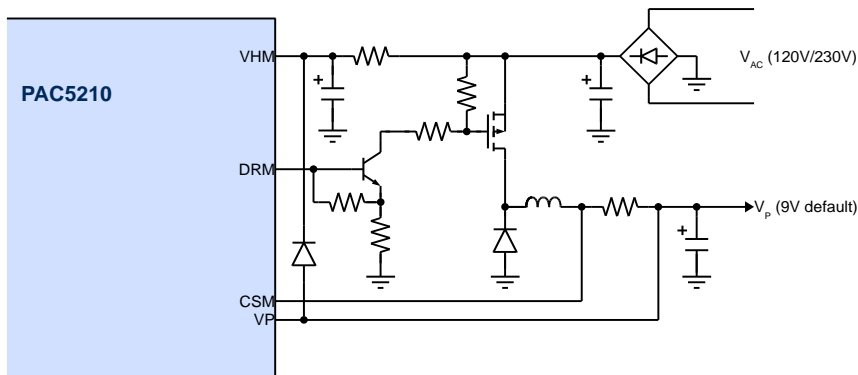 VHM
V_AC (120V/230V)
+
+
PAC5210
DRM
V_P (9V default)
+
CSM
VP